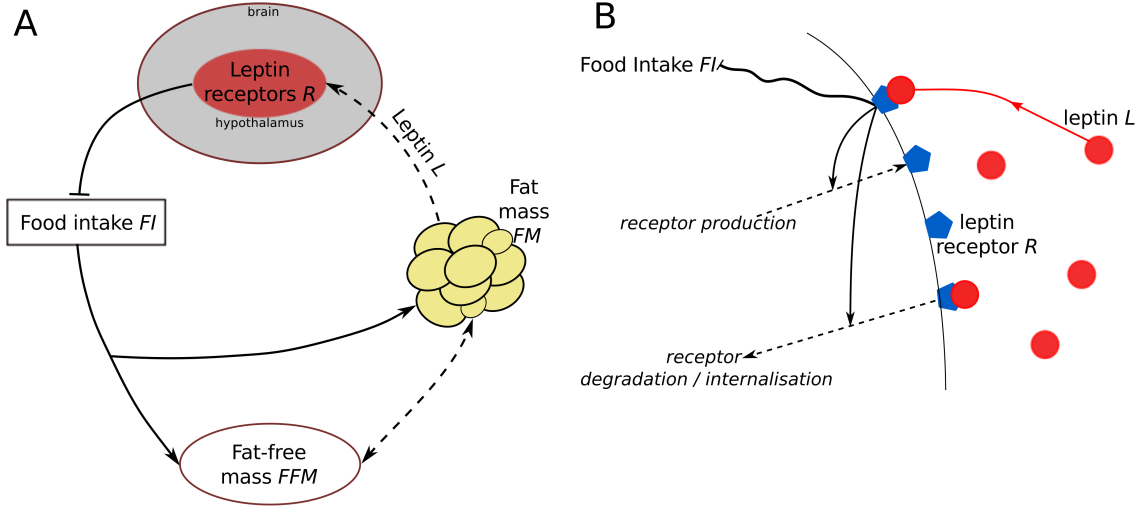 A
brain
Leptin
receptors R
hypothalamus
Leptin L
Food intake FI
Fat
mass
FM
Fat-free
mass FFM
B
Food Intake FI
leptin L
receptor production
leptin
receptor R
receptor
degradation / internalisation